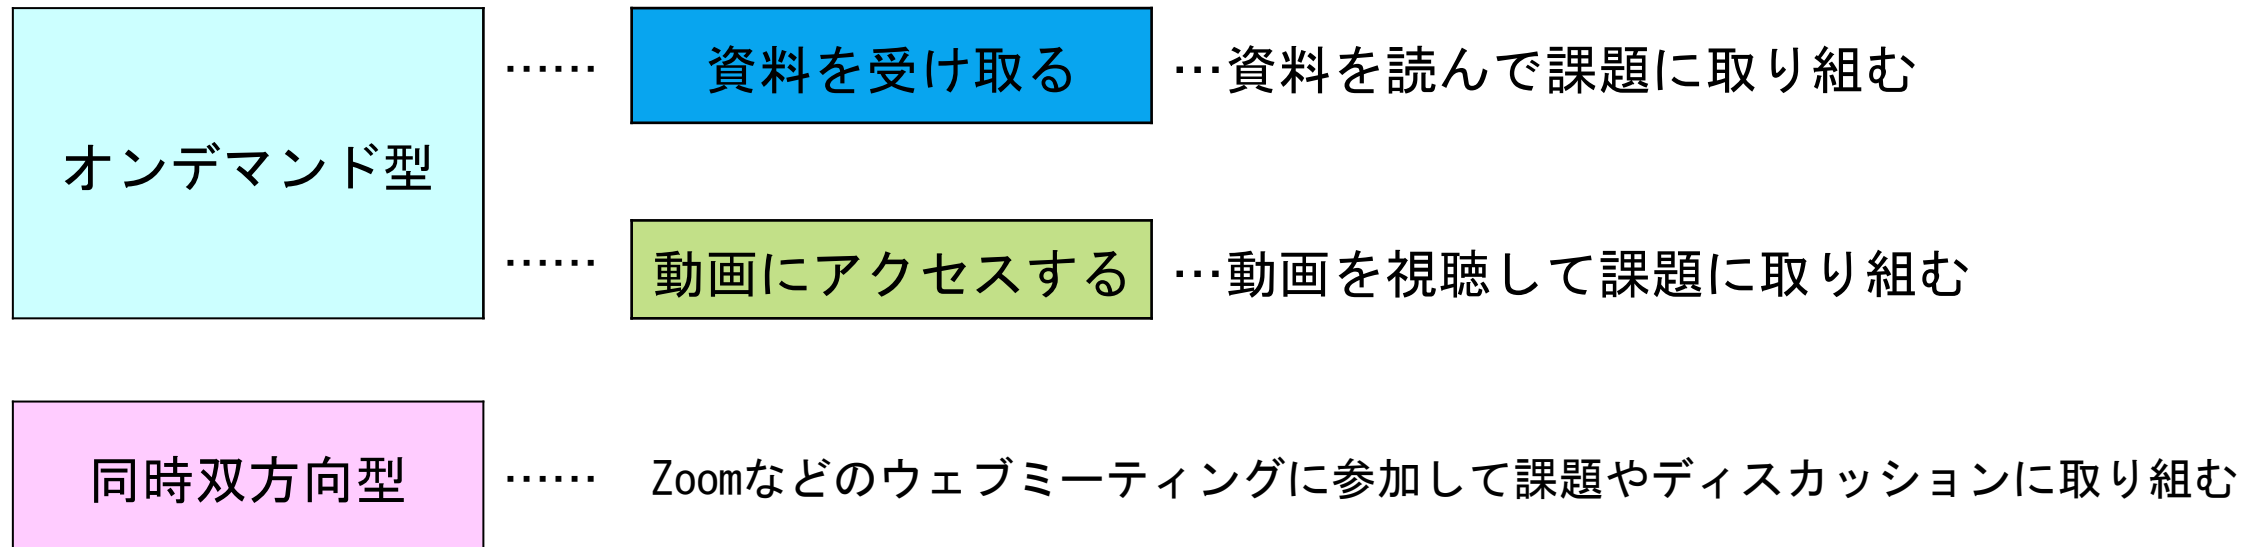 オンデマンド型
……
資料を受け取る
…資料を読んで課題に取り組む
……
動画にアクセスする
…動画を視聴して課題に取り組む
同時双方向型
……
Zoomなどのウェブミーティングに参加して課題やディスカッションに取り組む